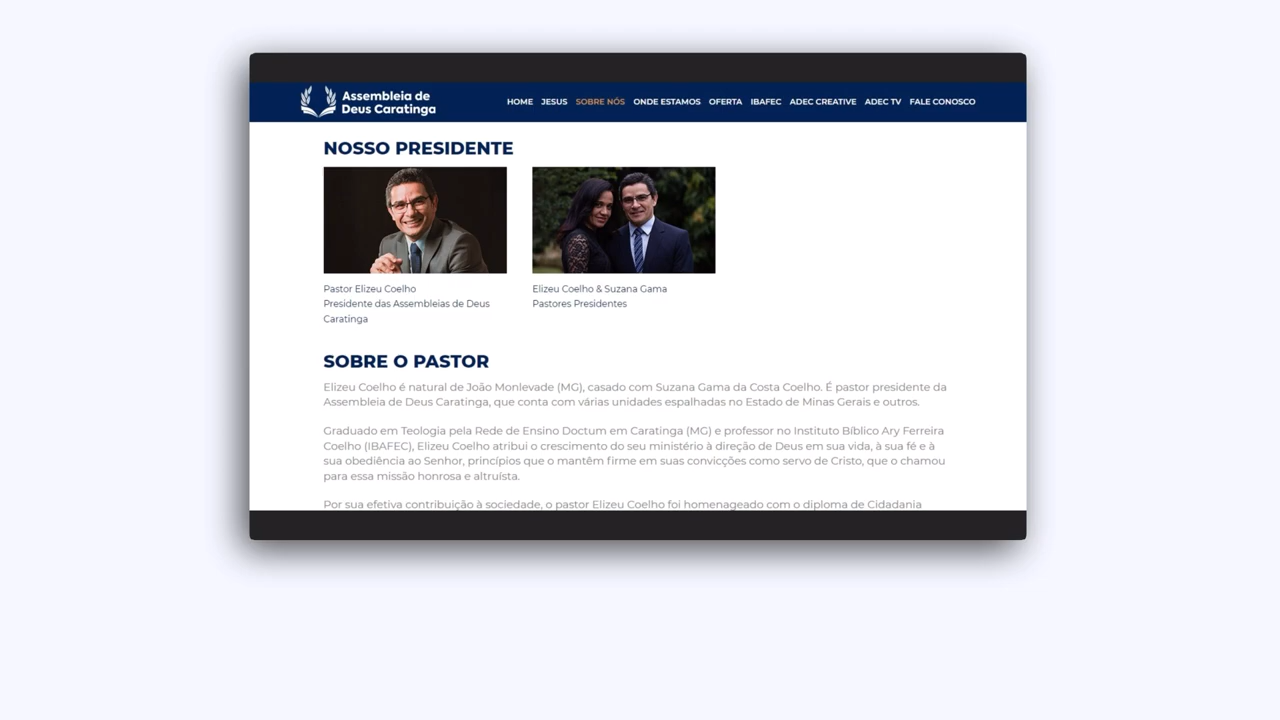 Assembleia de
Deus Caratinga
HOME JESUS SOBRE NÓS ONDE ESTAMOS OFERTA IBAFEC ADEC CREATIVE ADEC TV FALE CONOSCO
NOSSO PRESIDENTE
Pastor Elizeu Coelho
Presidente das Assembleias de Deus
Caratinga
Elizeu Coelho & Suzana Gama
Pastores Presidentes
SOBRE O PASTOR
Elizeu Coelho é natural de João Monlevade (MG), casado com Suzana Gama da Costa Coelho. É pastor presidente da
Assembleia de Deus Caratinga, que conta com várias unidades espalhadas no Estado de Minas Gerais e outros.
Graduado em Teologia pela Rede de Ensino Doctum em Caratinga (MG) e professor no Instituto Bíblico Ary Ferreira
Coelho (IBAFEC), Elizeu Coelho atribui o crescimento do seu ministério à direção de Deus em sua vida, à sua fé e à
sua obediência ao Senhor, princípios que o mantêm firme em suas convicções como servo de Cristo, que o chamou
para essa missão honrosa e altruísta.
Por sua efetiva contribuição à sociedade, o pastor Elizeu Coelho foi homenageado com o diploma de Cidadania